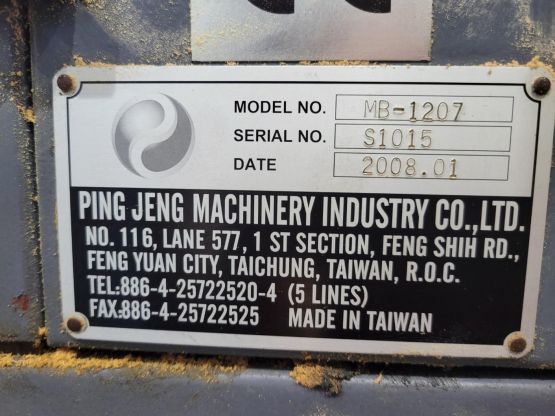 MODEL NO. MB-1207
SERIAL NO. S1015
DATE 2008.01
PING JENG MACHINERY INDUSTRY CO.,LTD.
NO. 116, LANE 577, 1 ST SECTION, FENG SHIH RD.,
FENG YUAN CITY, TAICHUNG, TAIWAN, R.O.C.
TEL:886-4-25722520-4 (5 LINES)
FAX:886-4-25722525 MADE IN TAIWAN